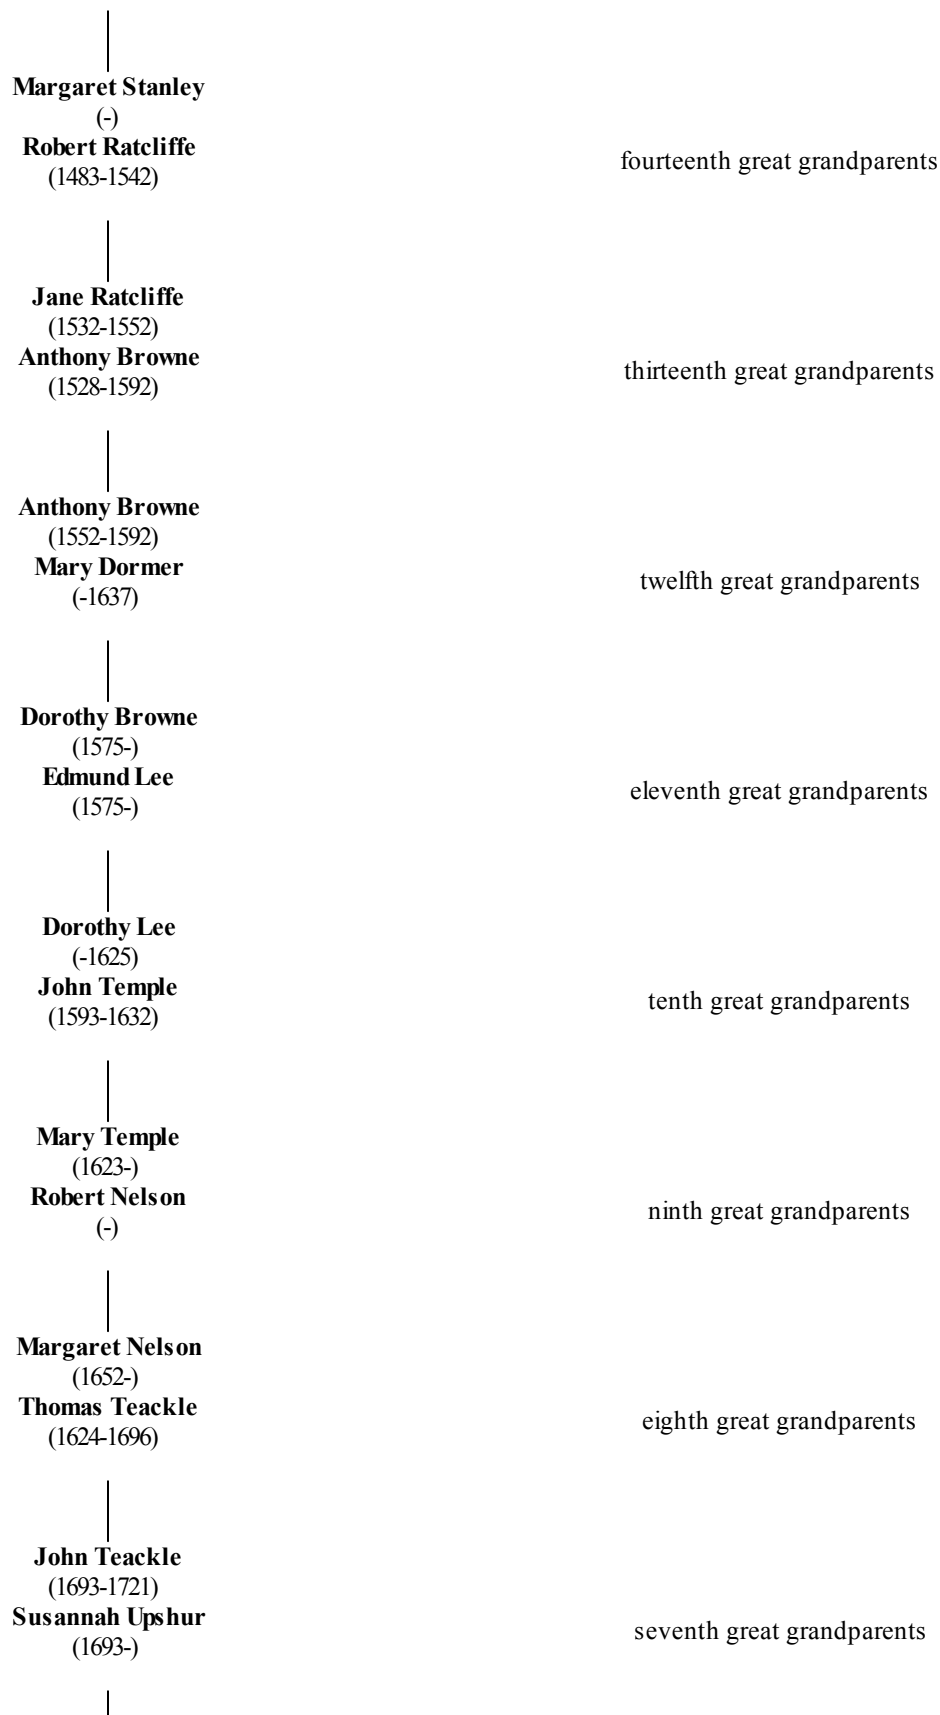 Margaret Stanley
(-)
Robert Ratcliffe
(1483-1542)
fourteenth great grandparents
Jane Ratcliffe
(1532-1552)
Anthony Browne
(1528-1592)
thirteenth great grandparents
Anthony Browne
(1552-1592)
Mary Dormer
(-1637)
twelfth great grandparents
Dorothy Browne
(1575-)
Edmund Lee
(1575-)
eleventh great grandparents
Dorothy Lee
(-1625)
John Temple
(1593-1632)
tenth great grandparents
Mary Temple
(1623-)
Robert Nelson
(-)
ninth great grandparents
Margaret Nelson
(1652-)
Thomas Teackle
(1624-1696)
eighth great grandparents
John Teackle
(1693-1721)
Susannah Upshur
(1693-)
seventh great grandparents